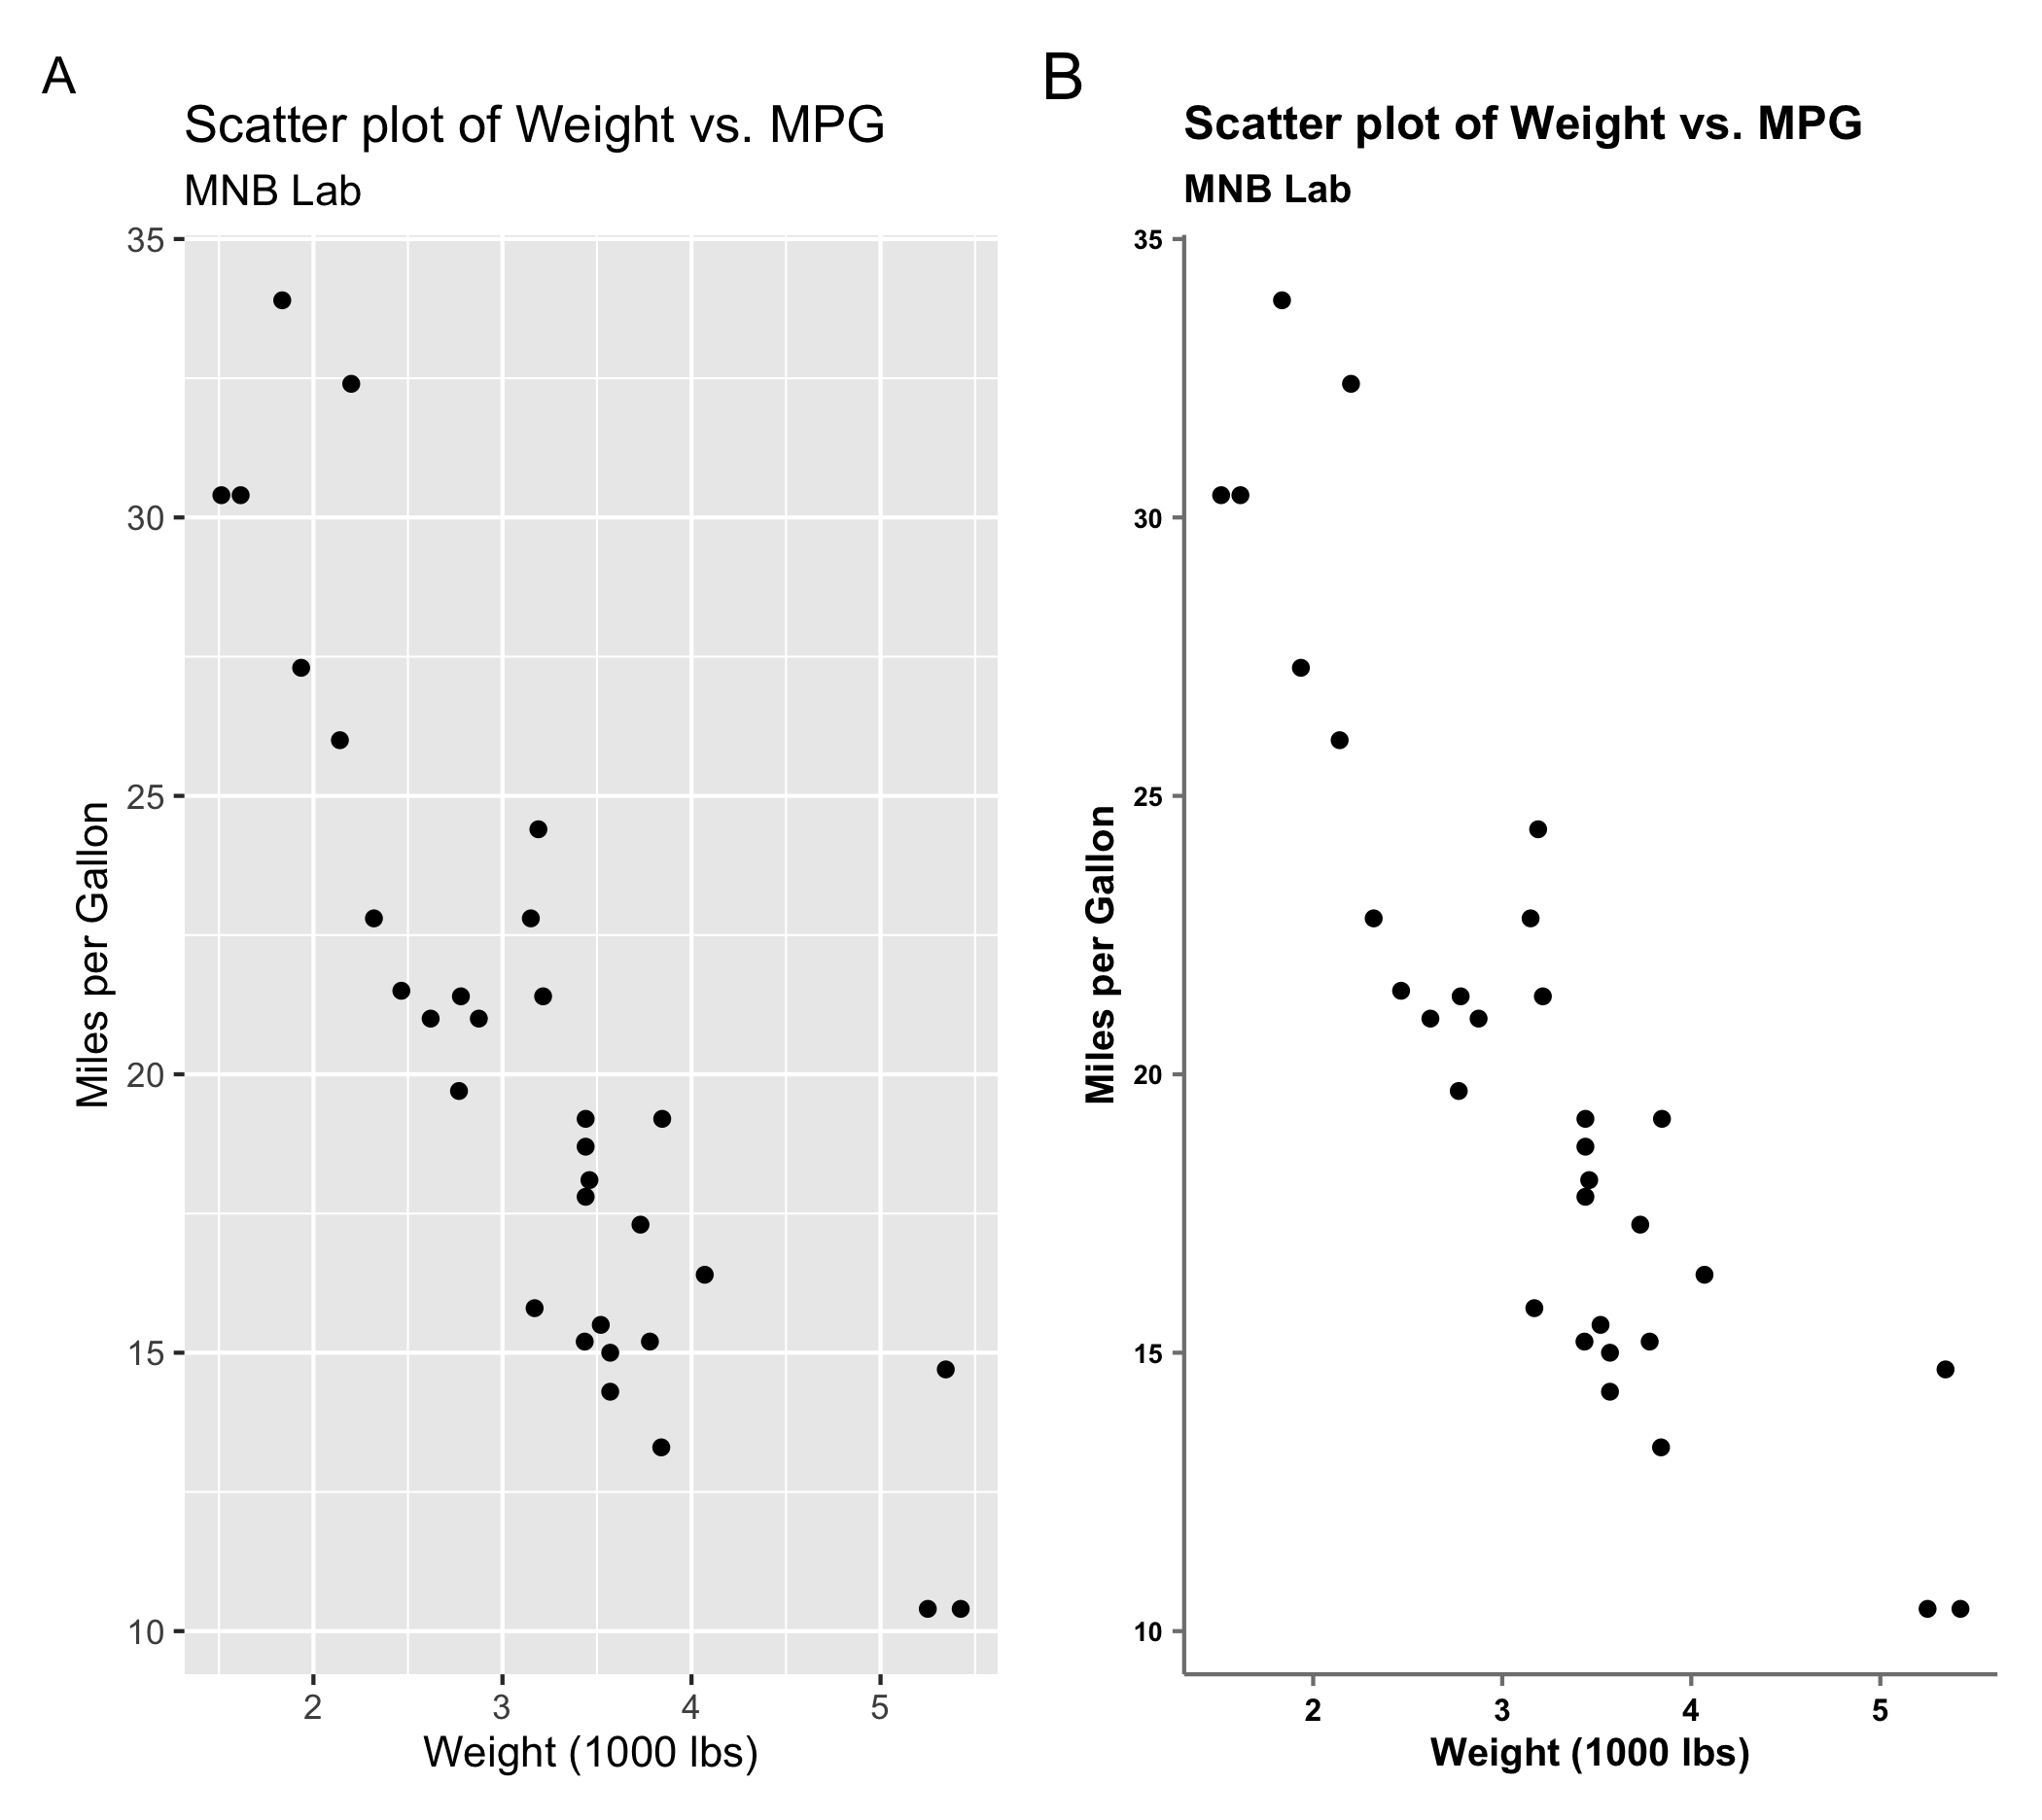 A
Scatter plot of Weight vs. MPG
MNB Lab
35
30
25
20
15
10
Miles per Gallon
2 3 4 5
Weight (1000 lbs)
B
Scatter plot of Weight vs. MPG
MNB Lab
35
30
25
20
15
10
Miles per Gallon
2 3 4 5
Weight (1000 lbs)